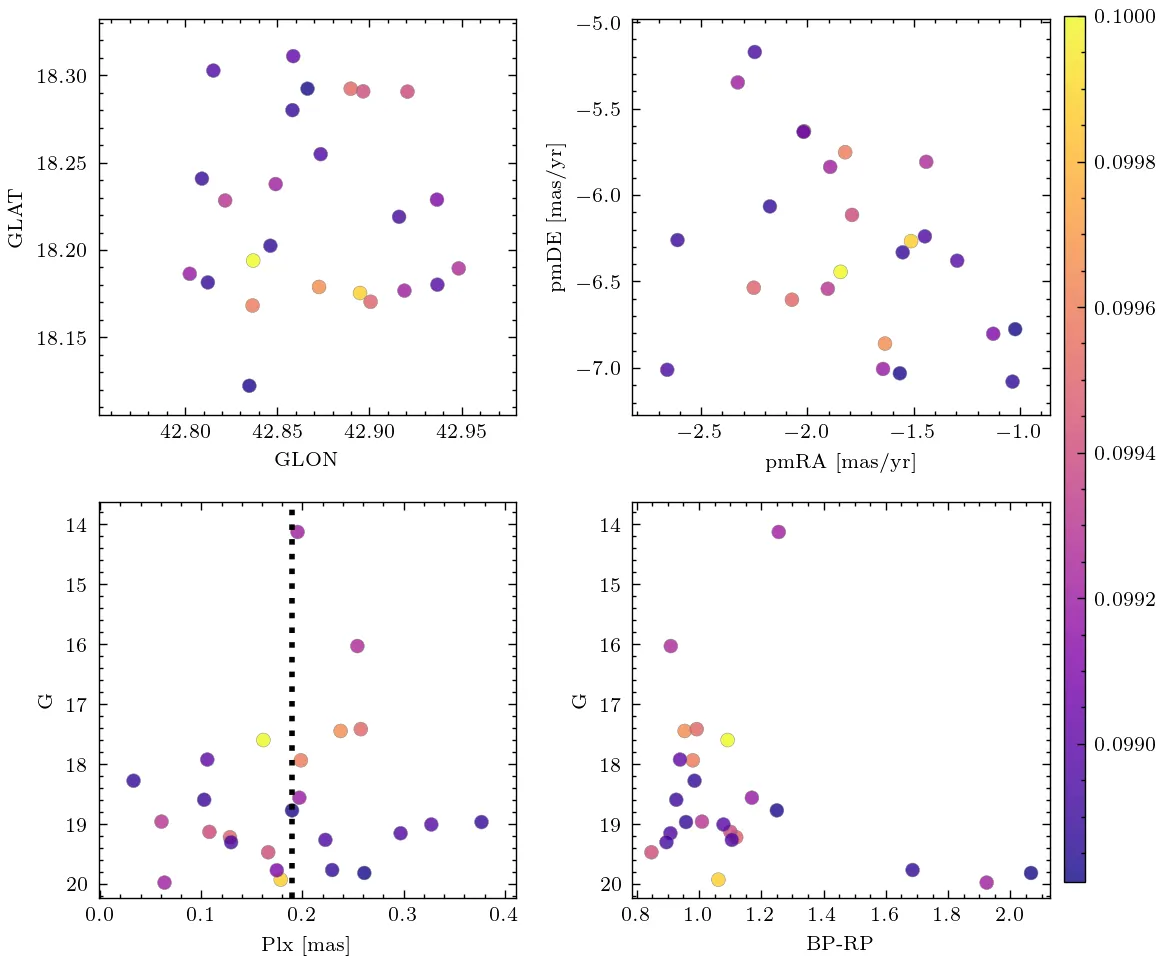 18.30
18.25
18.20
18.15
GLAT
42.80 42.85 42.90 42.95
GLON
−5.0
−5.5
−6.0
−6.5
−7.0
pmDE [mas/yr]
−2.5 −2.0 −1.5 −1.0
pmRA [mas/yr]
0.1000
0.0998
0.0996
0.0994
0.0992
0.0990
14
15
16
17
18
19
20
G
0.0 0.1 0.2 0.3 0.4
Plx [mas]
14
15
16
17
18
19
20
G
0.8 1.0 1.2 1.4 1.6 1.8 2.0
BP-RP